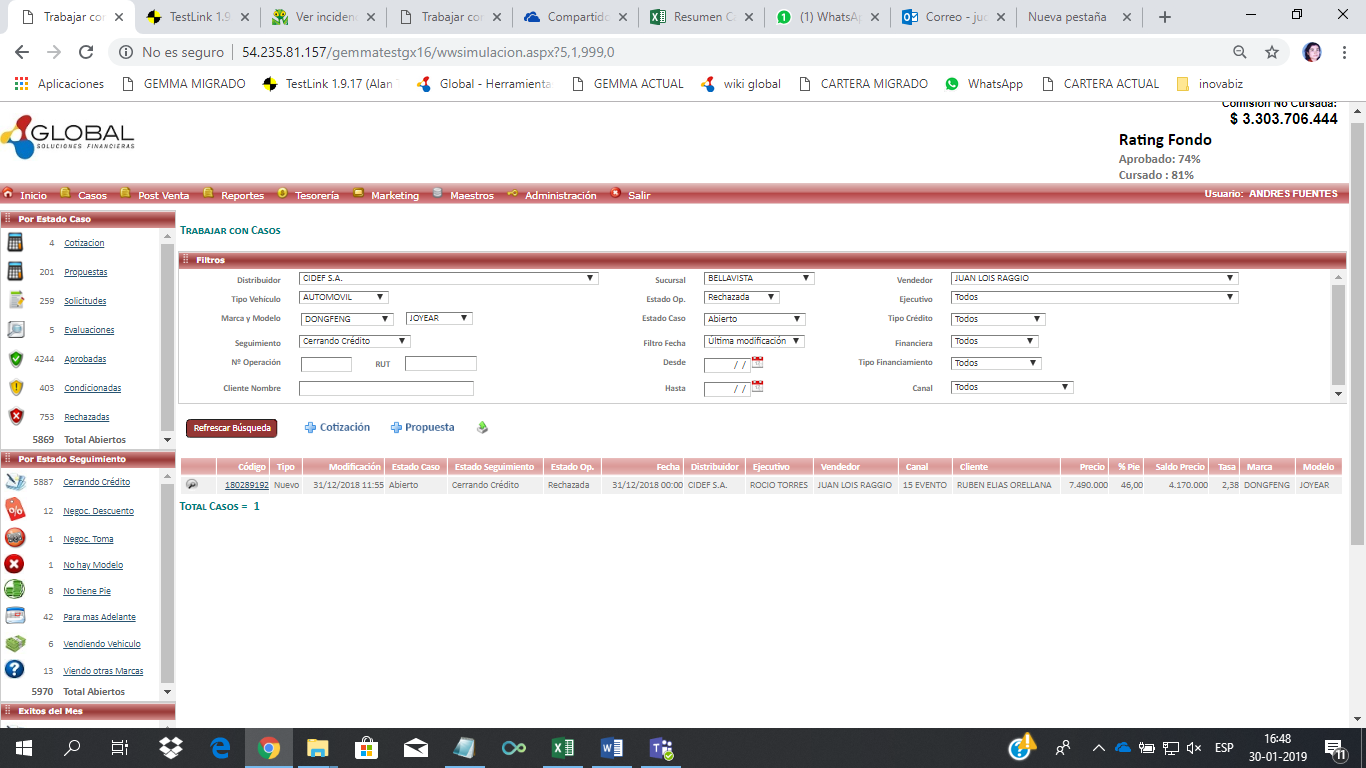 Trabajar con TestLink 1.9 Ver inciden Trabajar con Compartido Resumen C (1) WhatsA Correo - juc Nueva pestaña
No es seguro | 54.235.81.157/gemmatestgx16/wwsimulacion.aspx?5,1,999,0
Aplicaciones GEMMA MIGRADO TestLink 1.9.17 (Alan Global - Herramienta GEMMA ACTUAL wiki global CARTERA MIGRADO WhatsApp CARTERA ACTUAL inovabiz
Comisión No Cursada:
$ 3.303.706.444
GLOBAL
SOLUCIONES FINANCIERAS
Rating Fondo
Aprobado: 74%
Cursado : 81%
Inicio Casos Post Venta Reportes Tesorería Marketing Maestros Administración Salir Usuario: ANDRES FUENTES
Por Estado Caso
4 Cotizacion
201 Propuestas
259 Solicitudes
5 Evaluaciones
4244 Aprobadas
403 Condicionadas
753 Rechazadas
5869 Total Abiertos
Por Estado Seguimiento
5887 Cerrando Crédito
12 Negoc. Descuento
1 Negoc. Toma
1 No hay Modelo
8 No tiene Pie
42 Para mas Adelante
6 Vendiendo Vehículo
13 Viendo otras Marcas
5970 Total Abiertos
Exitos del Mes
Trabajar con Casos
Filtros
Distribuidor CIDEF S.A. Sucursal BELLAVISTA Vendedor JUAN LOIS RAGGIO
Tipo Vehículo AUTOMOVIL Estado Op. Rechazada Ejecutivo Todos
Marca y Modelo DONGFENG JOYEAR Estado Caso Abierto Tipo Crédito Todos
Seguimiento Cerrando Crédito Filtro Fecha Última modificación Financiera Todos
Nº Operación RUT Desde / / Tipo Financiamiento Todos
Cliente Nombre Hasta / / Canal Todos
Refrescar Búsqueda Cotización Propuesta
Código Tipo Modificación Estado Caso Estado Seguimiento Estado Op. Fecha Distribuidor Ejecutivo Vendedor Canal Cliente Precio % Pie Saldo Precio Tasa Marca Modelo
180289192 Nuevo 31/12/2018 11:55 Abierto Cerrando Crédito Rechazada 31/12/2018 00:00 CIDEF S.A. ROCIO TORRES JUAN LOIS RAGGIO 15 EVENTO RUBEN ELIAS ORELLANA 7.490.000 46,00 4.170.000 2,38 DONGFENG JOYEAR
Total Casos = 1
ESP
16:48
30-01-2019
11